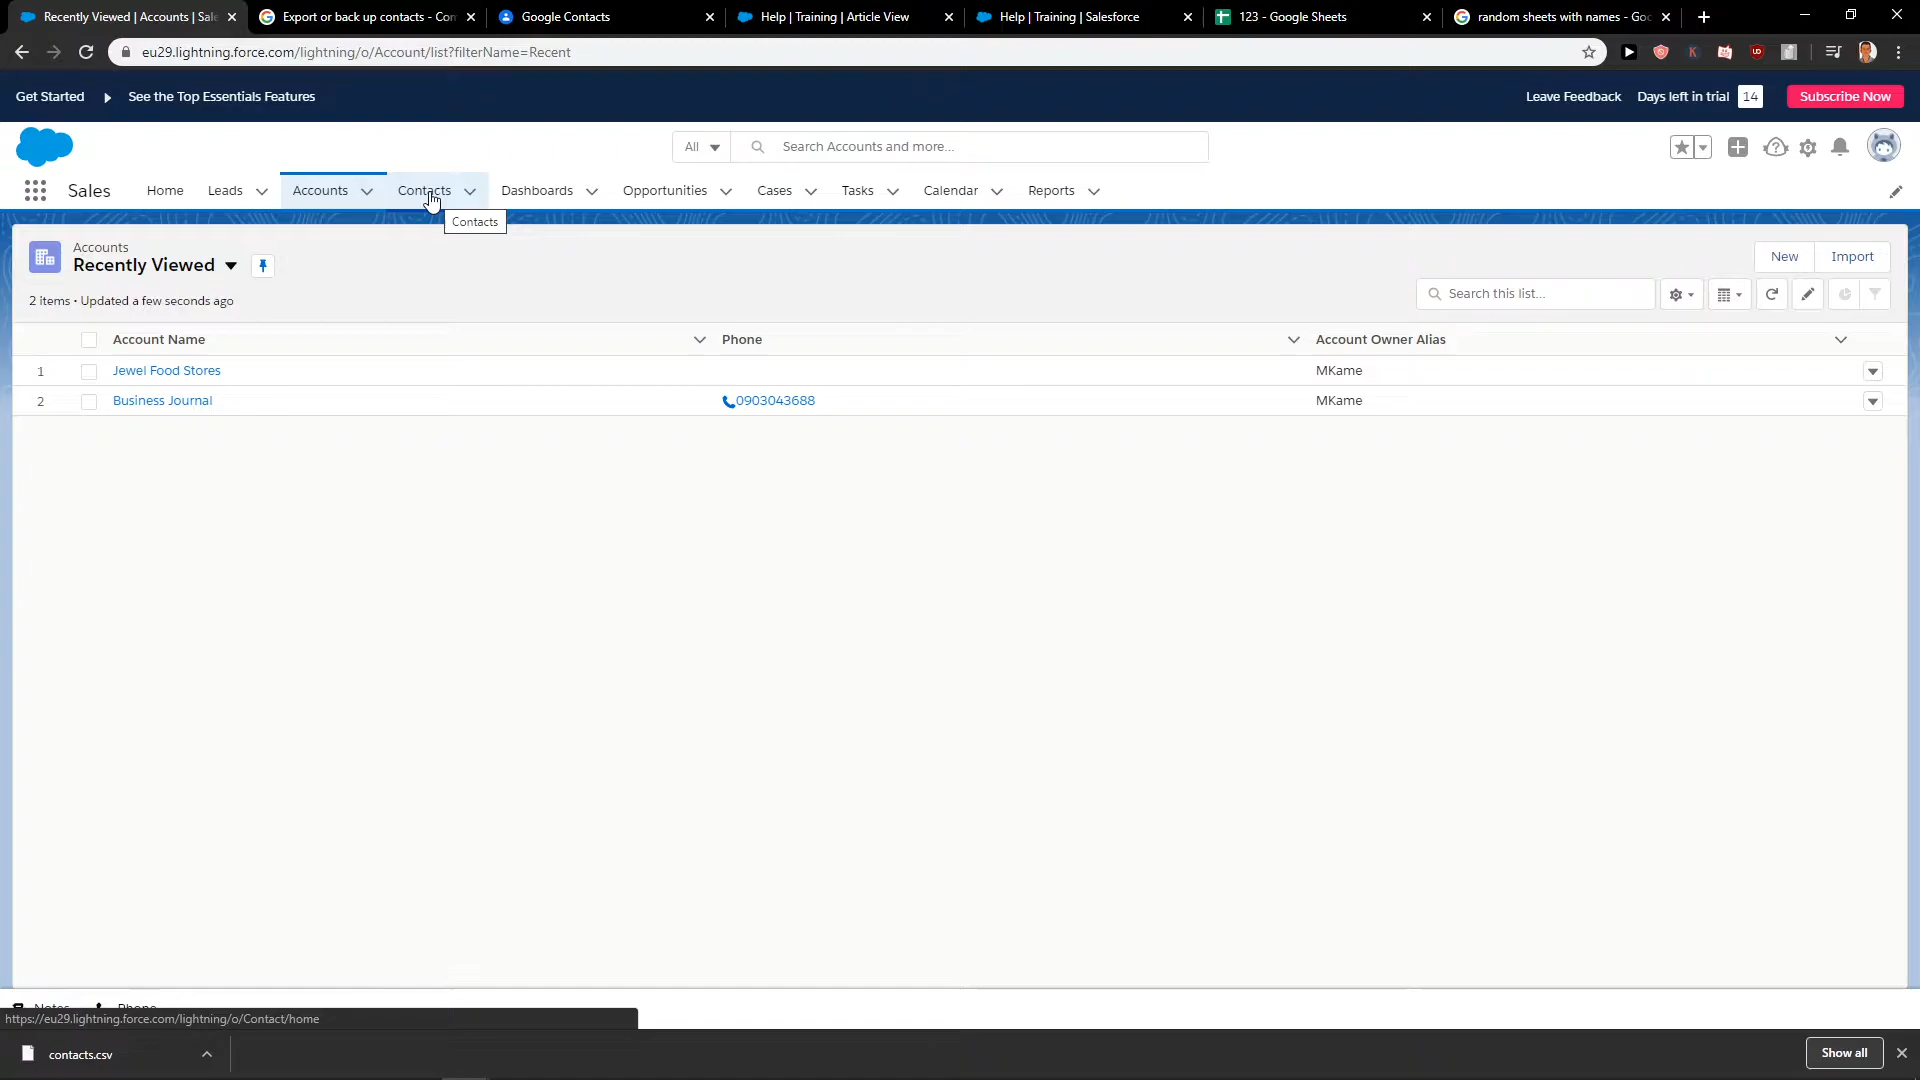 Recently Viewed | Accounts | Sale
Export or back up contacts - Com
Google Contacts
Help | Training | Article View
Help | Training | Salesforce
123 - Google Sheets
random sheets with names - Goo
eu29.lightning.force.com/lightning/o/Account/list?filterName=Recent
Get Started
See the Top Essentials Features
Leave Feedback
Days left in trial 14
Subscribe Now
All
Search Accounts and more...
Sales
Home
Leads
Accounts
Contacts
Dashboards
Opportunities
Cases
Tasks
Calendar
Reports
Contacts
Accounts
Recently Viewed
New
Import
2 items • Updated a few seconds ago
Search this list...
Account Name
Phone
Account Owner Alias
1 Jewel Food Stores MKame
2 Business Journal 0903043688 MKame
Notes
Phone
https://eu29.lightning.force.com/lightning/o/Contact/home
contacts.csv
Show all